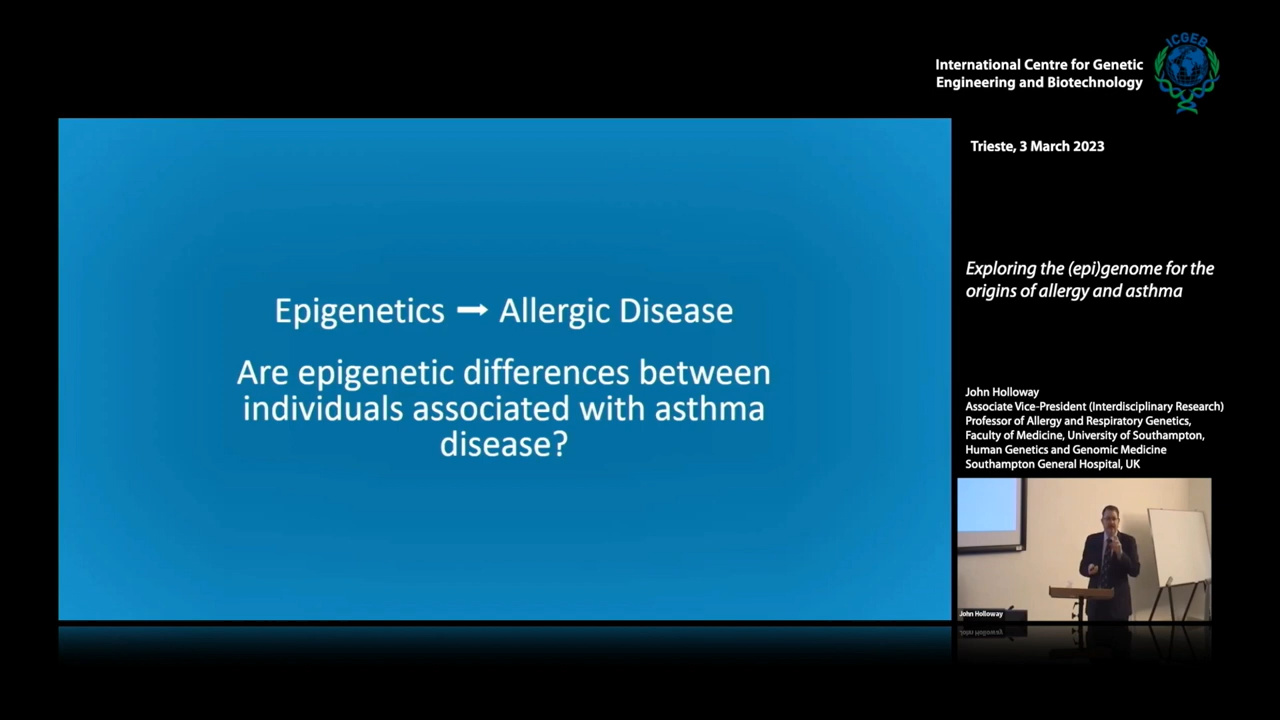 ICGEB
International Centre for Genetic
Engineering and Biotechnology
Trieste, 3 March 2023
Epigenetics ➞ Allergic Disease
Are epigenetic differences between
individuals associated with asthma
disease?
Exploring the (epi)genome for the
origins of allergy and asthma
John Holloway
Associate Vice-President (Interdisciplinary Research)
Professor of Allergy and Respiratory Genetics,
Faculty of Medicine, University of Southampton,
Human Genetics and Genomic Medicine
Southampton General Hospital, UK
John Holloway